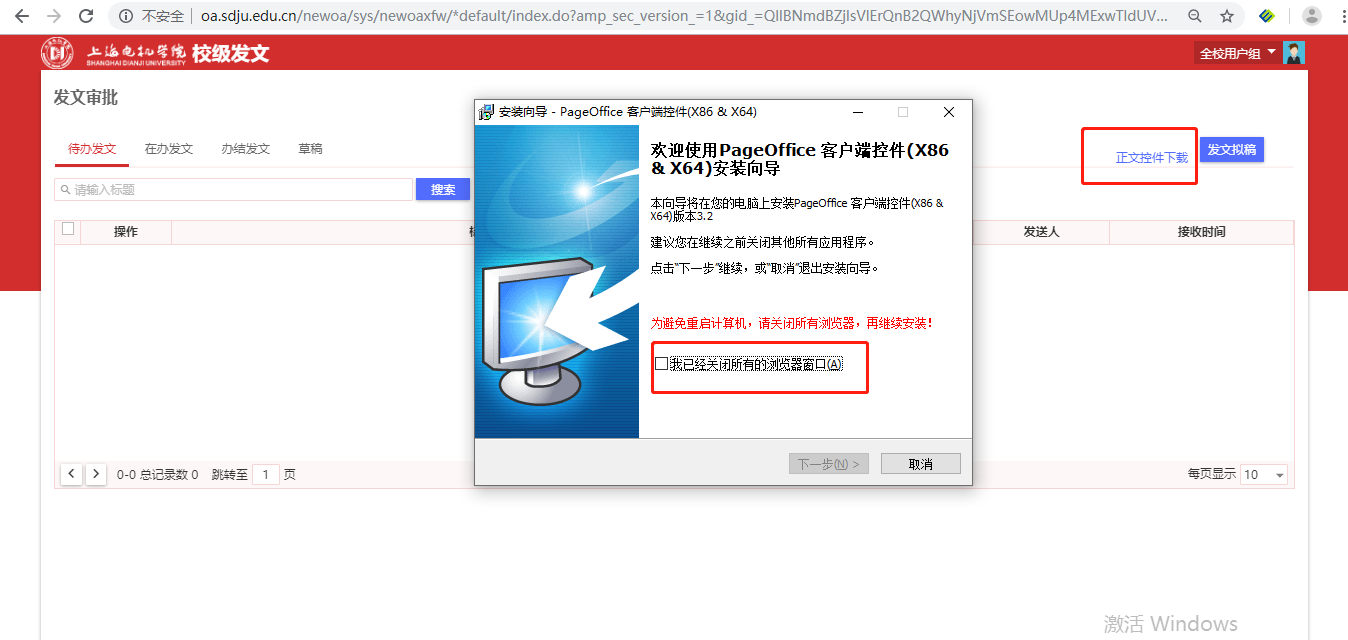 不安全 oa.sdju.edu.cn/newoa/sys/newoaxfw/*default/index.do?amp_sec_version_=1&gid_=QIlBNmdBZjlsVlErQnB2QWhyNjVmSEowMUp4MExwTldUV...
上海电机学院 校级发文
SHANGHAI DIANJI UNIVERSITY
全校用户组
发文审批
待办发文 在办发文 办结发文 草稿
正文控件下载 发文拟稿
请输入标题 搜索
操作 发送人 接收时间
安装向导 - PageOffice 客户端控件(X86 & X64)
欢迎使用PageOffice 客户端控件(X86
& X64)安装向导
本向导将在您的电脑上安装PageOffice 客户端控件(X86 &
X64)版本3.2
建议您在继续之前关闭其他所有应用程序。
点击“下一步”继续，或“取消”退出安装向导。
为避免重启计算机，请关闭所有浏览器，再继续安装！
我已经关闭所有的浏览器窗口(A)
下一步(N) > 取消
0-0 总记录数 0 跳转至 1 页
每页显示 10
激活 Windows